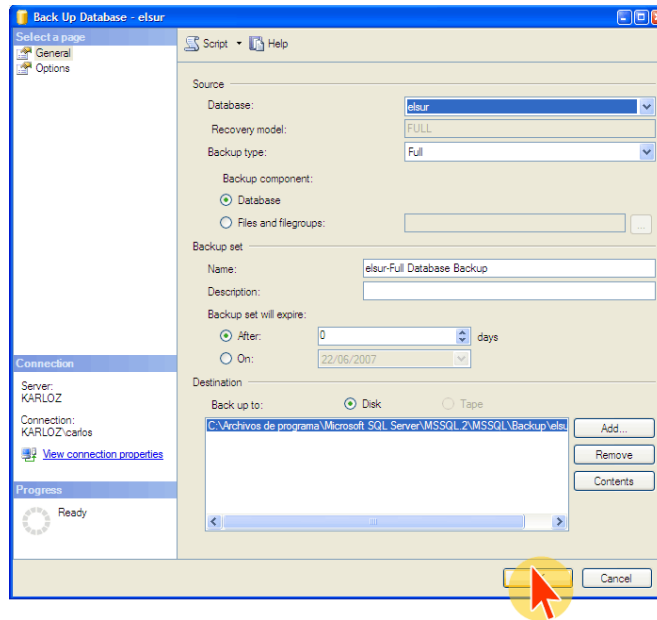 Back Up Database - elsur
Select a page
General
Options
Script Help
Source
Database: elsur
Recovery model: FULL
Backup type: Full
Backup component:
Database
Files and filegroups: ...
Backup set
Name: elsur-Full Database Backup
Description:
Backup set will expire:
After: 0 days
On: 22/06/2007
Connection
Server:
KARLOZ
Connection:
KARLOZ\carlos
View connection properties
Progress
Ready
Destination
Back up to: Disk Tape
C:\Archivos de programa\Microsoft SQL Server\MSSQL.2\MSSQL\Backup\elsu
Add...
Remove
Contents
Cancel